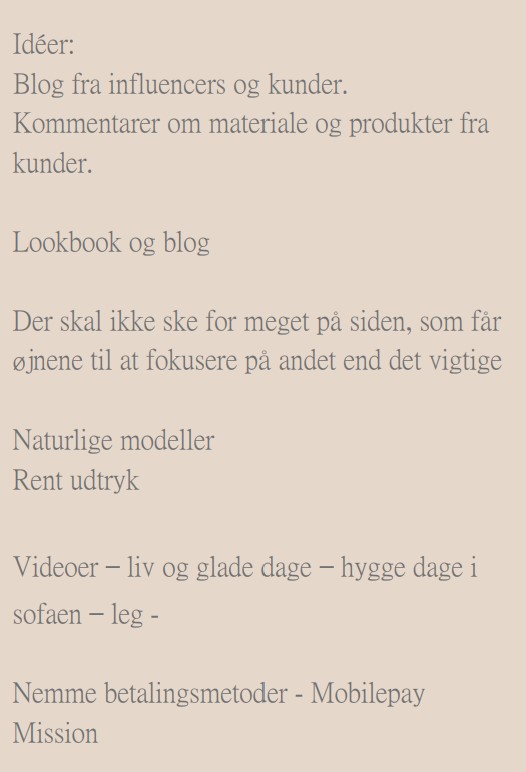 Idéer:
Blog fra influencers og kunder.
Kommentarer om materiale og produkter fra
kunder.
Lookbook og blog
Der skal ikke ske for meget på siden, som får
øjnene til at fokusere på andet end det vigtige
Naturlige modeller
Rent udtryk
Videoer – liv og glade dage – hygge dage i
sofaen – leg -
Nemme betalingsmetoder - Mobilepay
Mission